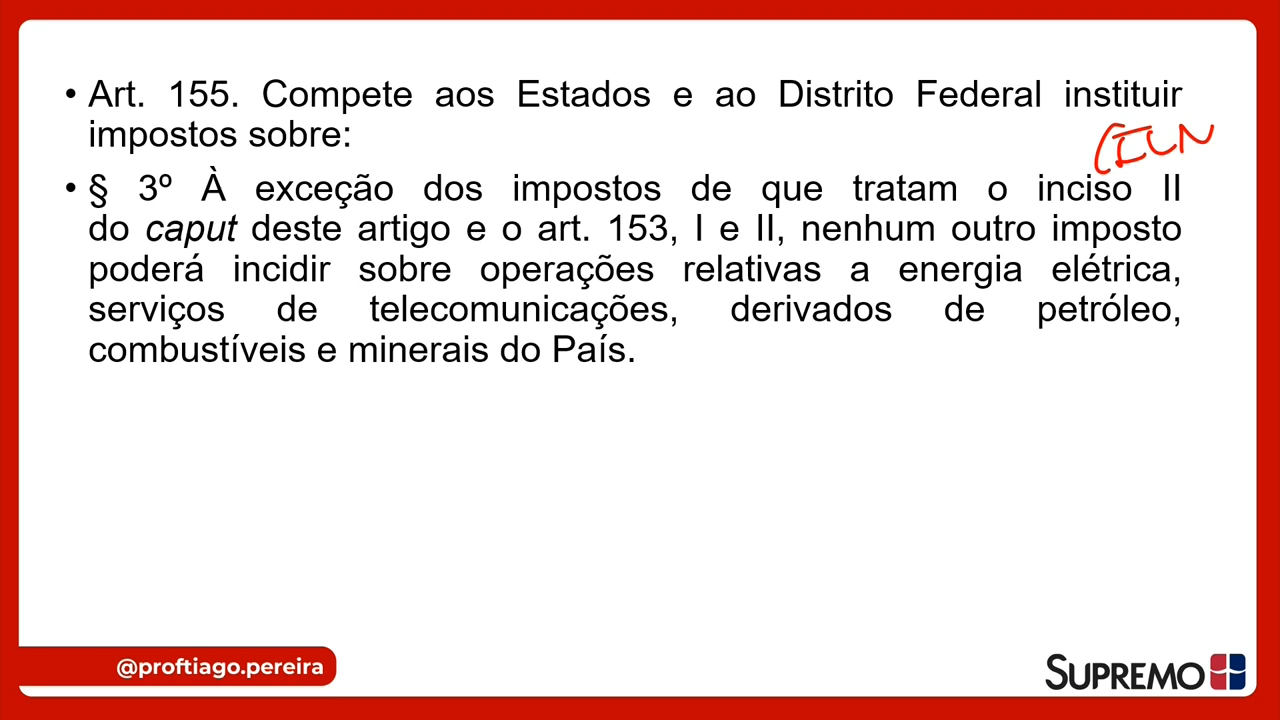 • Art. 155. Compete aos Estados e ao Distrito Federal instituir
impostos sobre:
• § 3º À exceção dos impostos de que tratam o inciso II
do caput deste artigo e o art. 153, I e II, nenhum outro imposto
poderá incidir sobre operações relativas a energia elétrica,
serviços de telecomunicações, derivados de petróleo,
combustíveis e minerais do País.
@proftiago.pereira
SUPREMO